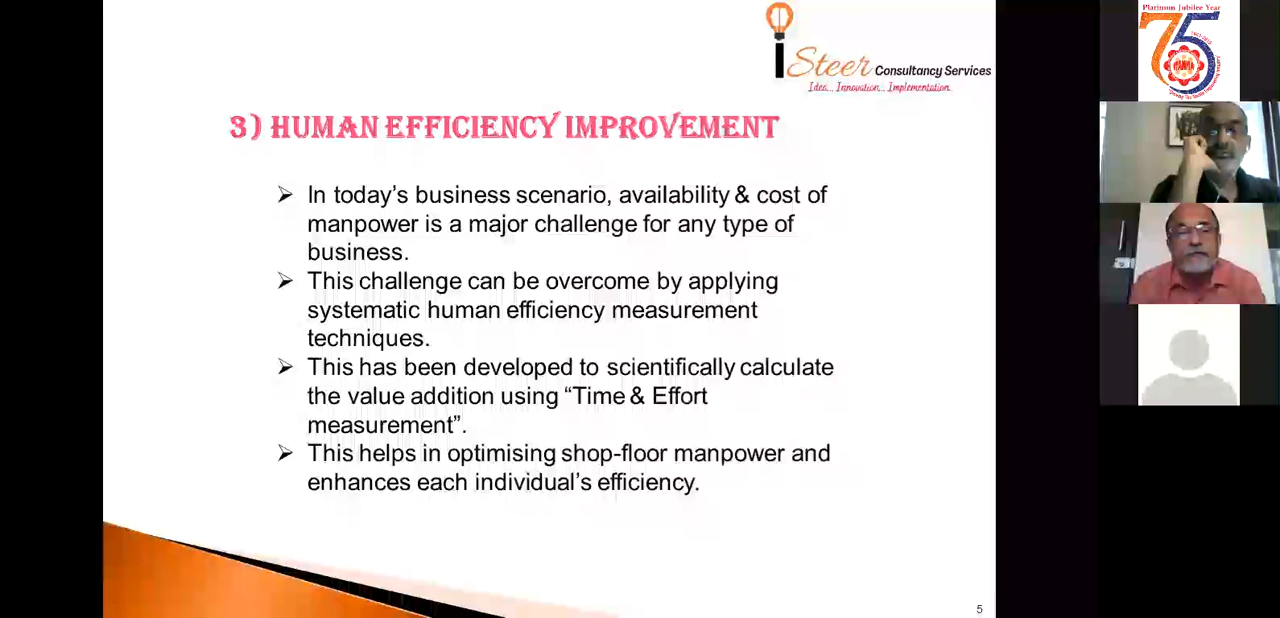 Steer Consultancy Services
Idea... Innovation... Implementation.
3) HUMAN EFFICIENCY IMPROVEMENT
➢ In today’s business scenario, availability & cost of
manpower is a major challenge for any type of
business.
➢ This challenge can be overcome by applying
systematic human efficiency measurement
techniques.
➢ This has been developed to scientifically calculate
the value addition using “Time & Effort
measurement”.
➢ This helps in optimising shop-floor manpower and
enhances each individual’s efficiency.
5
Platinum Jubilee Year
75